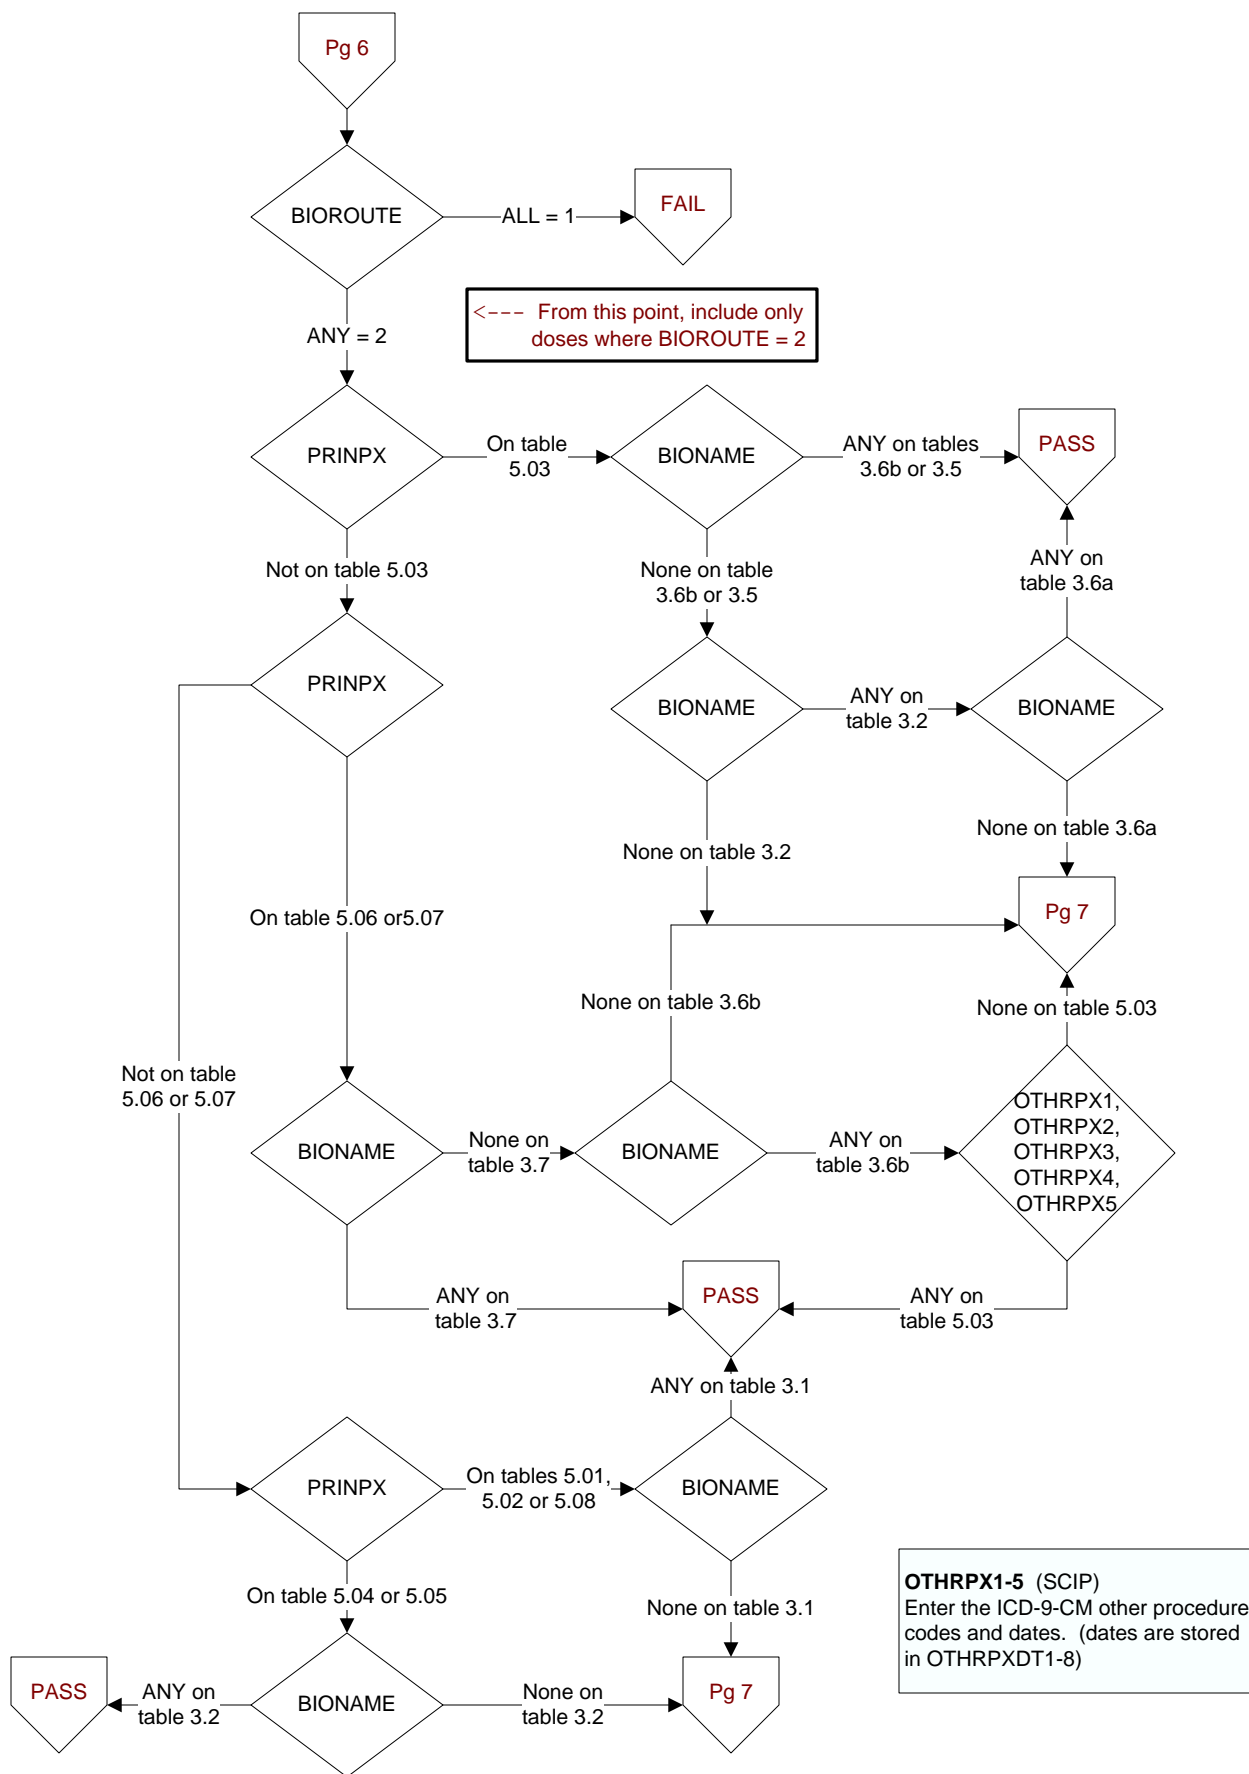 Pg 6
BIOROUTE
ALL = 1
FAIL
<--- From this point, include only
doses where BIOROUTE = 2
ANY = 2
PRINPX
On table
5.03
BIONAME
ANY on tables
3.6b or 3.5
PASS
Not on table 5.03
None on table
3.6b or 3.5
ANY on
table 3.6a
PRINPX
BIONAME
ANY on
table 3.2
BIONAME
None on table 3.2
None on table 3.6a
Pg 7
On table 5.06 or5.07
None on table 3.6b
None on table 5.03
Not on table
5.06 or 5.07
BIONAME
None on
table 3.7
BIONAME
ANY on
table 3.6b
OTHRPX1,
OTHRPX2,
OTHRPX3,
OTHRPX4,
OTHRPX5
ANY on
table 3.7
PASS
ANY on
table 5.03
ANY on table 3.1
PRINPX
On tables 5.01,
5.02 or 5.08
BIONAME
On table 5.04 or 5.05
None on table 3.1
PASS
ANY on
table 3.2
BIONAME
None on
table 3.2
Pg 7
OTHRPX1-5 (SCIP)
Enter the ICD-9-CM other procedure
codes and dates. (dates are stored
in OTHRPXDT1-8)